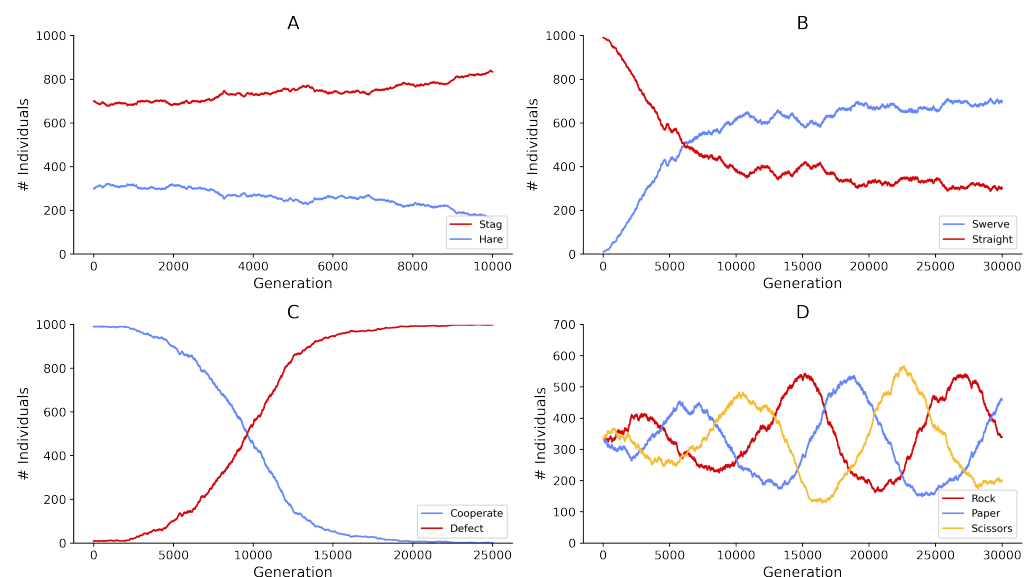 A
1000
800
600
400
200
0
# Individuals
0 2000 4000 6000 8000 10000
Generation
Stag
Hare
B
1000
800
600
400
200
0
# Individuals
0 5000 10000 15000 20000 25000 30000
Generation
Swerve
Straight
C
1000
800
600
400
200
0
# Individuals
0 5000 10000 15000 20000 25000
Generation
Cooperate
Defect
D
700
600
500
400
300
200
100
0
# Individuals
0 5000 10000 15000 20000 25000 30000
Generation
Rock
Paper
Scissors